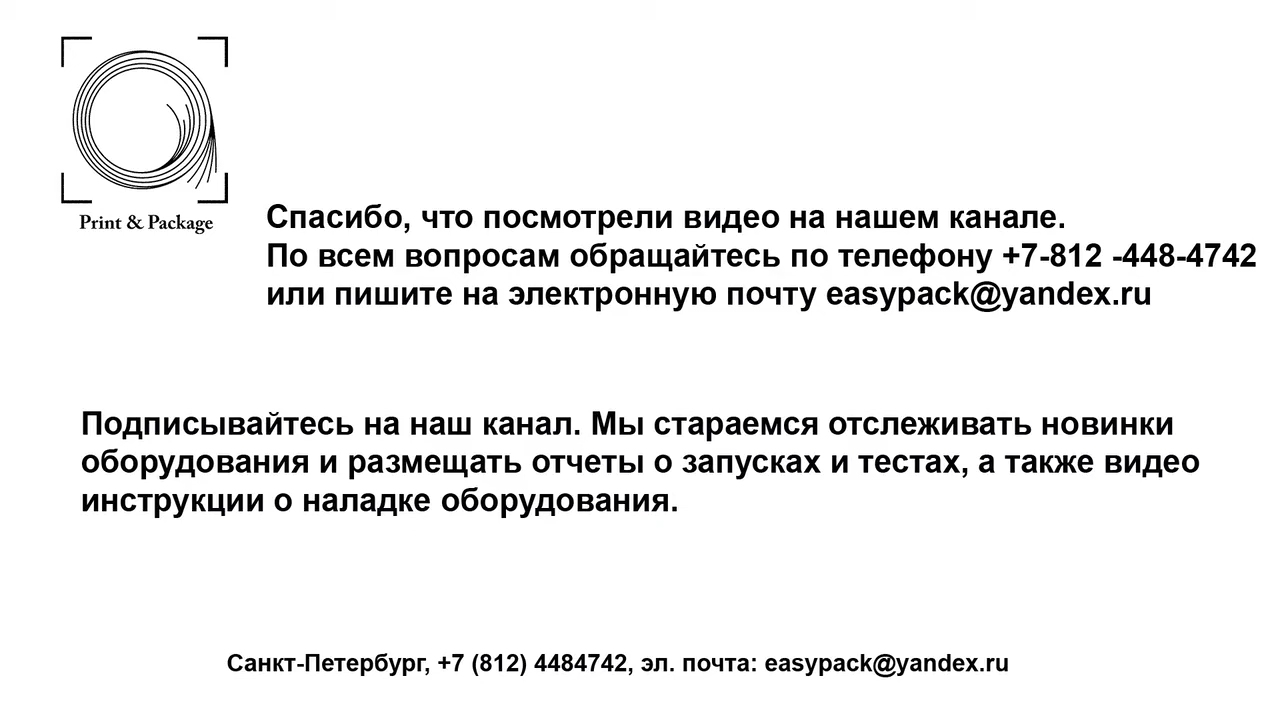 Print & Package
Спасибо, что посмотрели видео на нашем канале.
По всем вопросам обращайтесь по телефону +7-812 -448-4742
или пишите на электронную почту easypack@yandex.ru
Подписывайтесь на наш канал. Мы стараемся отслеживать новинки
оборудования и размещать отчеты о запусках и тестах, а также видео
инструкции о наладке оборудования.
Санкт-Петербург, +7 (812) 4484742, эл. почта: easypack@yandex.ru